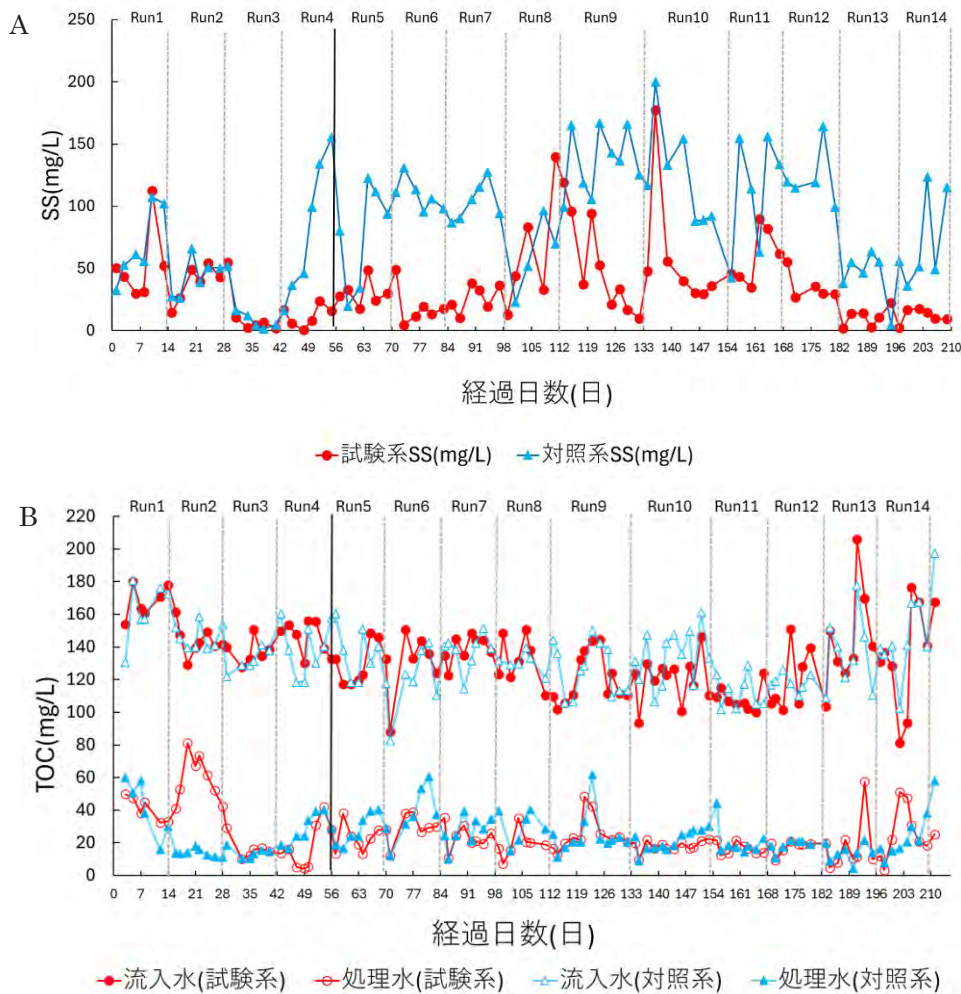 A
Run1 Run2 Run3 Run4 Run5 Run6 Run7 Run8 Run9 Run10 Run11 Run12 Run13 Run14
SS(mg/L)
250
200
150
100
50
0
0 7 14 21 28 35 42 49 56 63 70 77 84 91 98 105 112 119 126 133 140 147 154 161 168 175 182 189 196 203 210
経過日数(日)
試験系SS(mg/L) 対照系SS(mg/L)
B
Run1 Run2 Run3 Run4 Run5 Run6 Run7 Run8 Run9 Run10 Run11 Run12 Run13 Run14
TOC(mg/L)
220
200
180
160
140
120
100
80
60
40
20
0
0 7 14 21 28 35 42 49 56 63 70 77 84 91 98 105 112 119 126 133 140 147 154 161 168 175 182 189 196 203 210
経過日数(日)
流入水(試験系) 処理水(試験系) 流入水(対照系) 処理水(対照系)